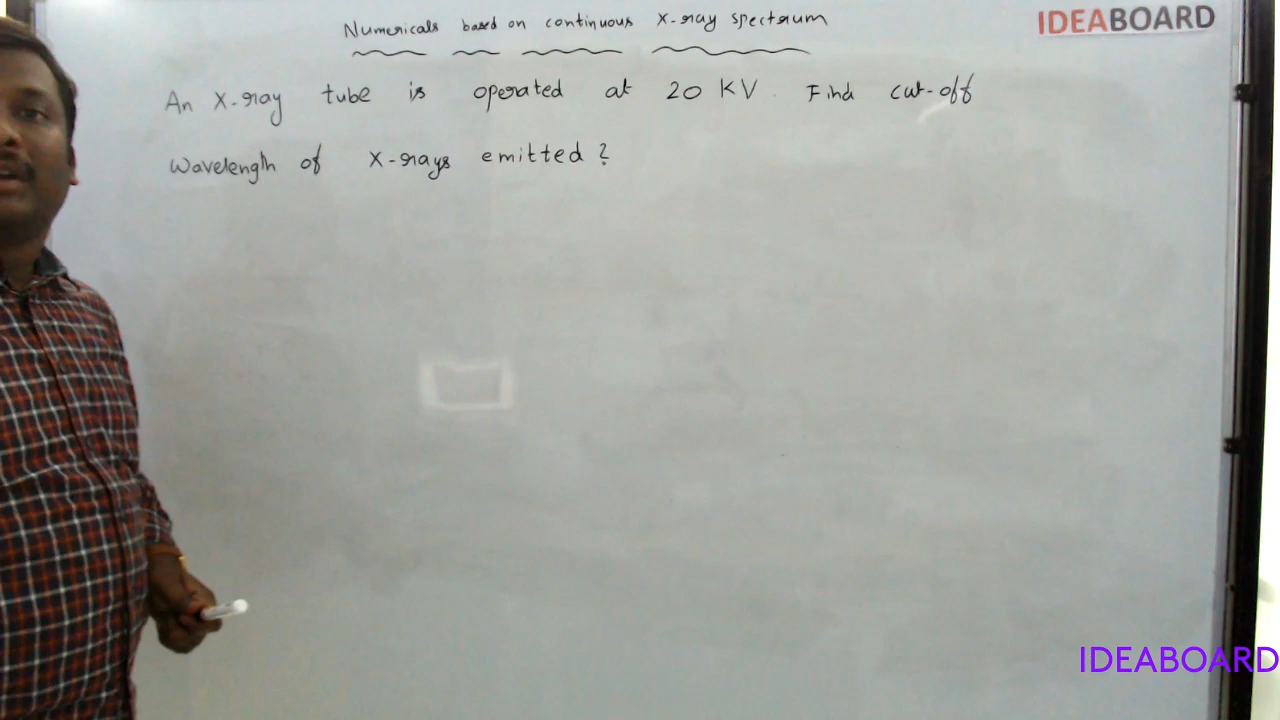 Numericals based on continuous X-ray spectrum
IDEABOARD
An X-ray tube is operated at 20 KV. Find cut-off
wavelength of X-rays emitted?
IDEABOARD